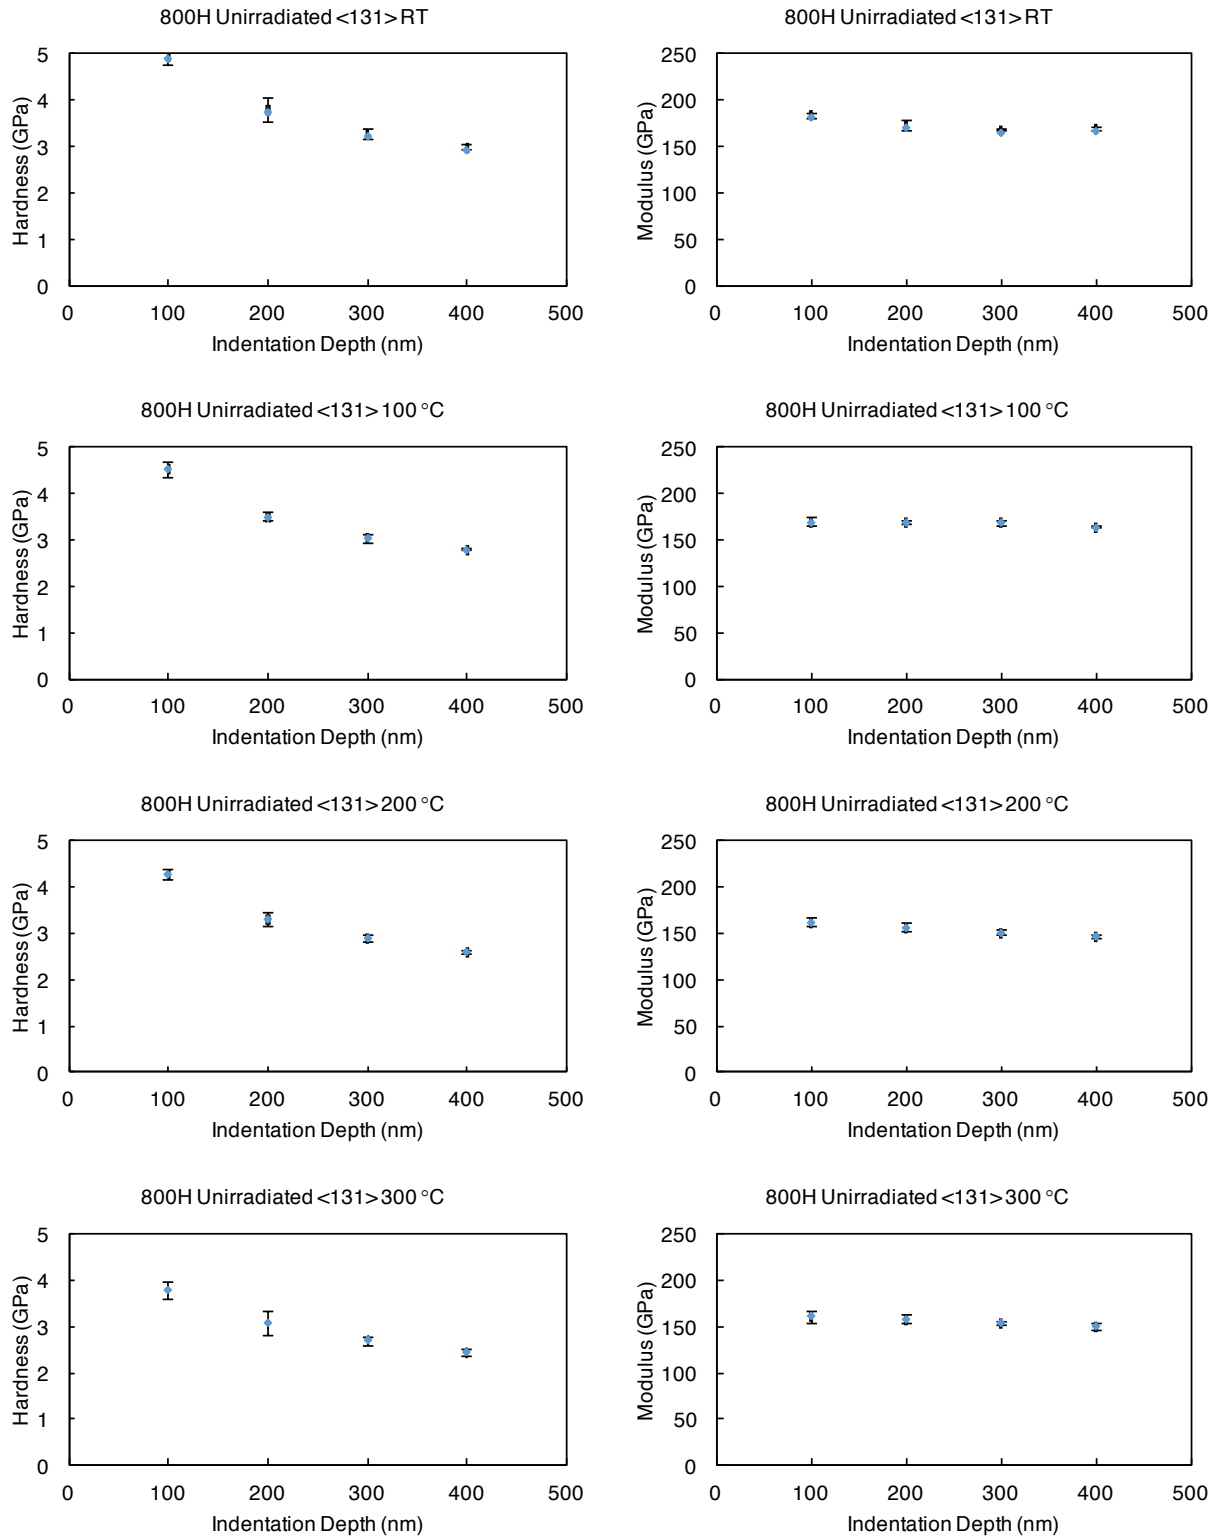 800H Unirradiated <131> RT
5
4
3
2
1
0
Hardness (GPa)
0 100 200 300 400 500
Indentation Depth (nm)
800H Unirradiated <131> RT
250
200
150
100
50
0
Modulus (GPa)
0 100 200 300 400 500
Indentation Depth (nm)
800H Unirradiated <131> 100 °C
5
4
3
2
1
0
Hardness (GPa)
0 100 200 300 400 500
Indentation Depth (nm)
800H Unirradiated <131> 100 °C
250
200
150
100
50
0
Modulus (GPa)
0 100 200 300 400 500
Indentation Depth (nm)
800H Unirradiated <131> 200 °C
5
4
3
2
1
0
Hardness (GPa)
0 100 200 300 400 500
Indentation Depth (nm)
800H Unirradiated <131> 200 °C
250
200
150
100
50
0
Modulus (GPa)
0 100 200 300 400 500
Indentation Depth (nm)
800H Unirradiated <131> 300 °C
5
4
3
2
1
0
Hardness (GPa)
0 100 200 300 400 500
Indentation Depth (nm)
800H Unirradiated <131> 300 °C
250
200
150
100
50
0
Modulus (GPa)
0 100 200 300 400 500
Indentation Depth (nm)